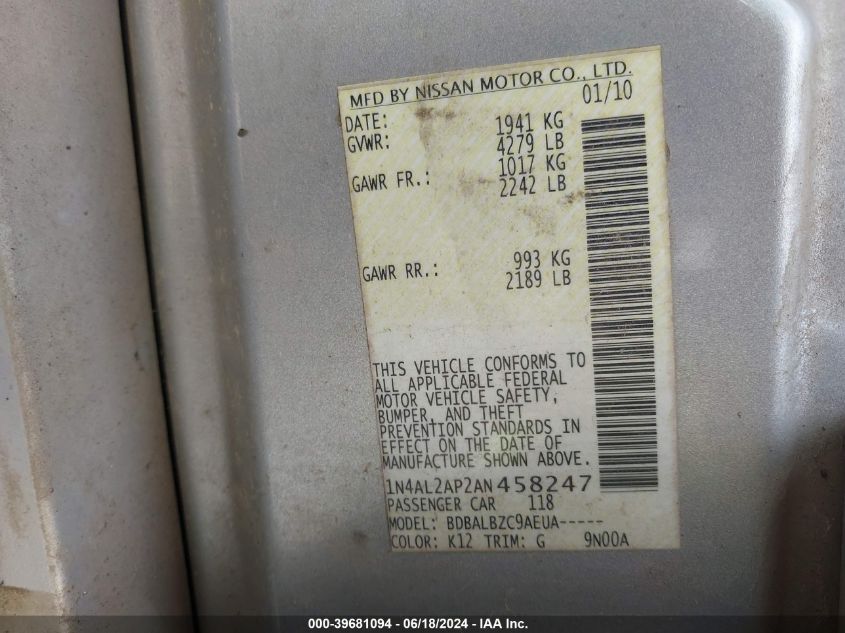 MFD BY NISSAN MOTOR CO., LTD.
DATE: 01/10
GVWR: 1941 KG
4279 LB
GAWR FR.: 1017 KG
2242 LB
GAWR RR.: 993 KG
2189 LB
THIS VEHICLE CONFORMS TO
ALL APPLICABLE FEDERAL
MOTOR VEHICLE SAFETY,
BUMPER, AND THEFT
PREVENTION STANDARDS IN
EFFECT ON THE DATE OF
MANUFACTURE SHOWN ABOVE.
1N4AL2AP2AN458247
PASSENGER CAR 118
MODEL: BDBALBZC9AEUA-----
COLOR: K12 TRIM: G 9N00A
000-39681094 - 06/18/2024 - IAA Inc.